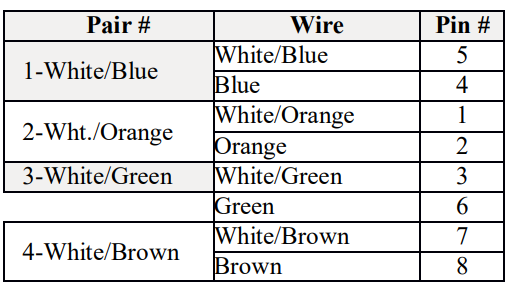 Pair # Wire Pin #
1-White/Blue White/Blue 5
Blue 4
2-Wht./Orange White/Orange 1
Orange 2
3-White/Green White/Green 3
Green 6
4-White/Brown White/Brown 7
Brown 8